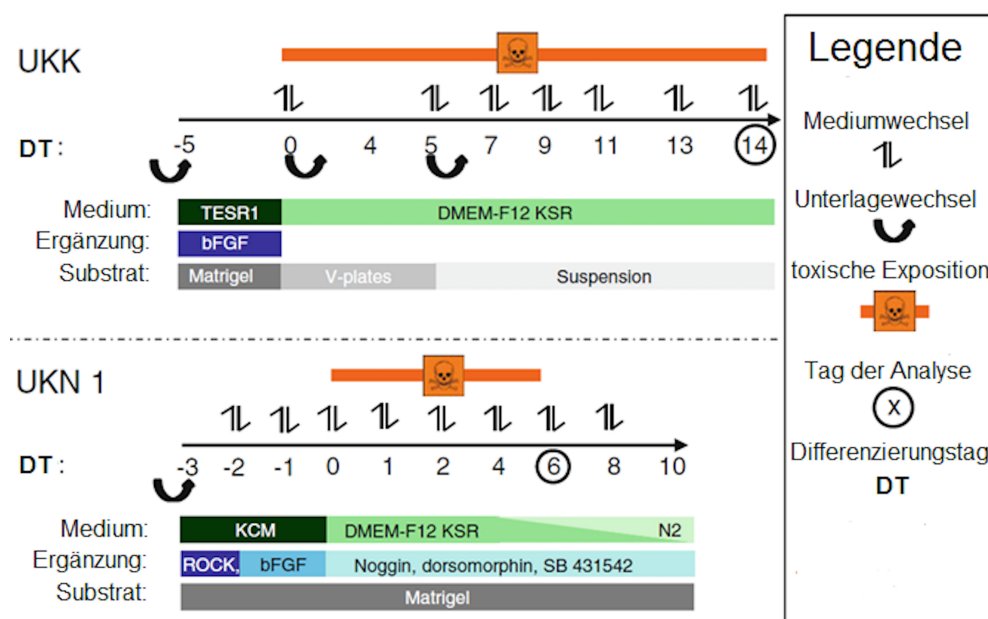 UKK
DT: -5 0 4 5 7 9 11 13 14
Medium: TESR1 DMEM-F12 KSR
Ergänzung: bFGF
Substrat: Matrigel V-plates Suspension
UKN 1
DT: -3 -2 -1 0 1 2 4 6 8 10
Medium: KCM DMEM-F12 KSR N2
Ergänzung: ROCK, bFGF Noggin, dorsomorphin, SB 431542
Substrat: Matrigel
Legende
Mediumwechsel
Unterlagewechsel
toxische Exposition
Tag der Analyse
X
Differenzierungstag
DT